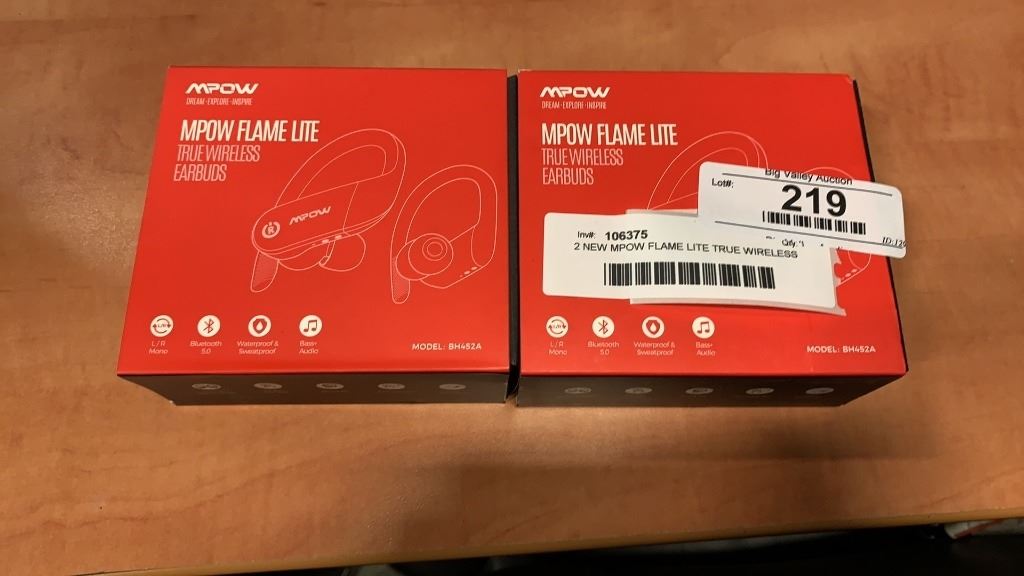 MPOW
DREAM · EXPLORE · INSPIRE
MPOW FLAME LITE
TRUE WIRELESS
EARBUDS
MPOW
R
L/R
L / R
Mono
Bluetooth
5.0
Waterproof &
Sweatproof
Bass+
Audio
MODEL: BH452A
MPOW
DREAM · EXPLORE · INSPIRE
MPOW FLAME LITE
TRUE WIRELESS
EARBUDS
Big Valley Auction
Lot#:
219
Inv#: 106375
Qty:
2 NEW MPOW FLAME LITE TRUE WIRELESS
L/R
L / R
Mono
Bluetooth
5.0
Waterproof &
Sweatproof
Bass+
Audio
MODEL: BH452A